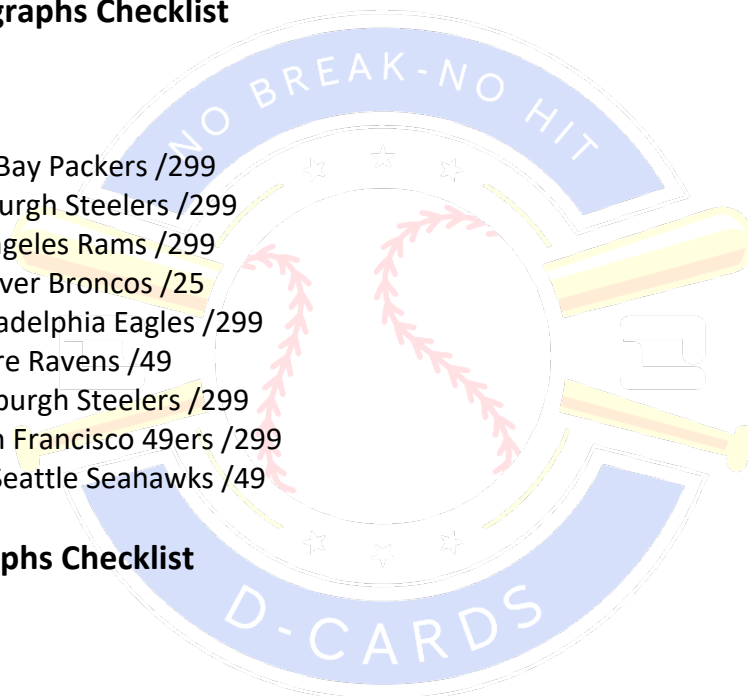 graphs Checklist
NO BREAK-NO HIT
Bay Packers /299
urgh Steelers /299
ngeles Rams /299
ver Broncos /25
adelphia Eagles /299
re Ravens /49
burgh Steelers /299
n Francisco 49ers /299
Seattle Seahawks /49
phs Checklist
D-CARDS